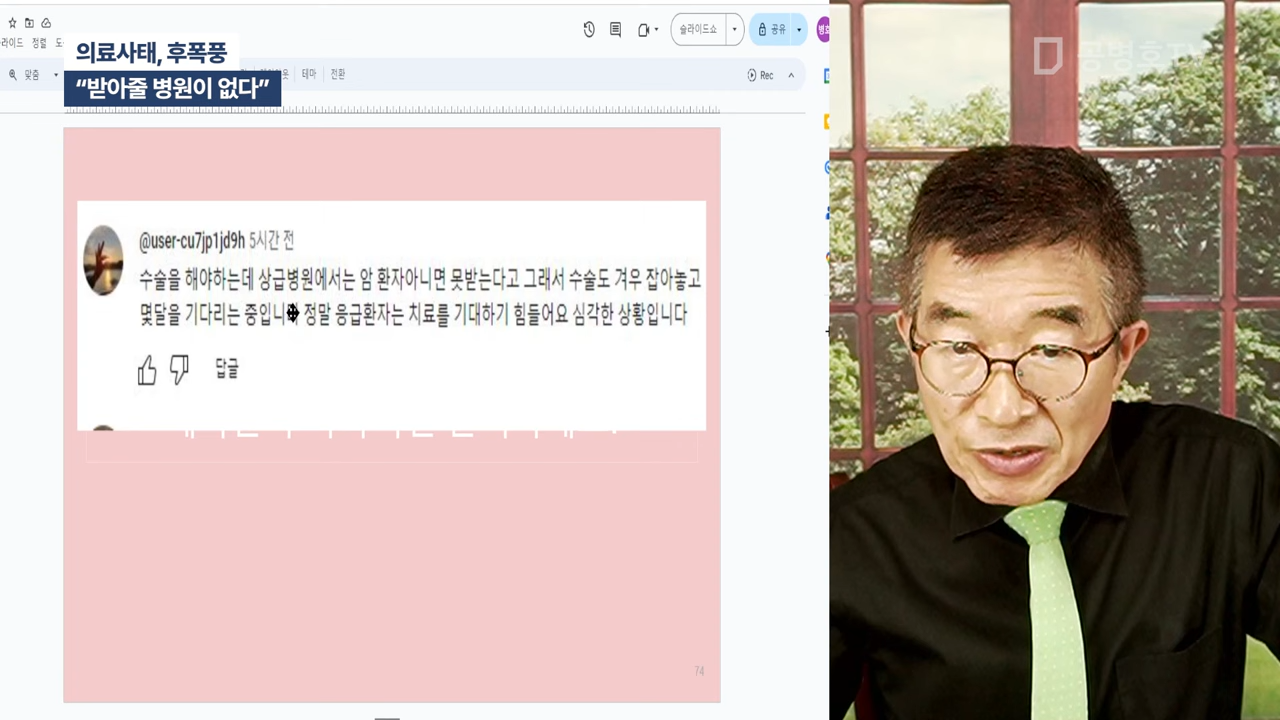 의료사태, 후폭풍
“받아줄 병원이 없다”
정렬
맞춤
테마
전환
슬라이드쇼
공유
Rec
@user-cu7jp1jd9h 5시간 전
수술을 해야하는데 상급병원에서는 암 환자아니면 못받는다고 그래서 수술도 겨우 잡아놓고
몇달을 기다리는 중입니다 정말 응급환자는 치료를 기대하기 힘들어요 심각한 상황입니다
답글
74